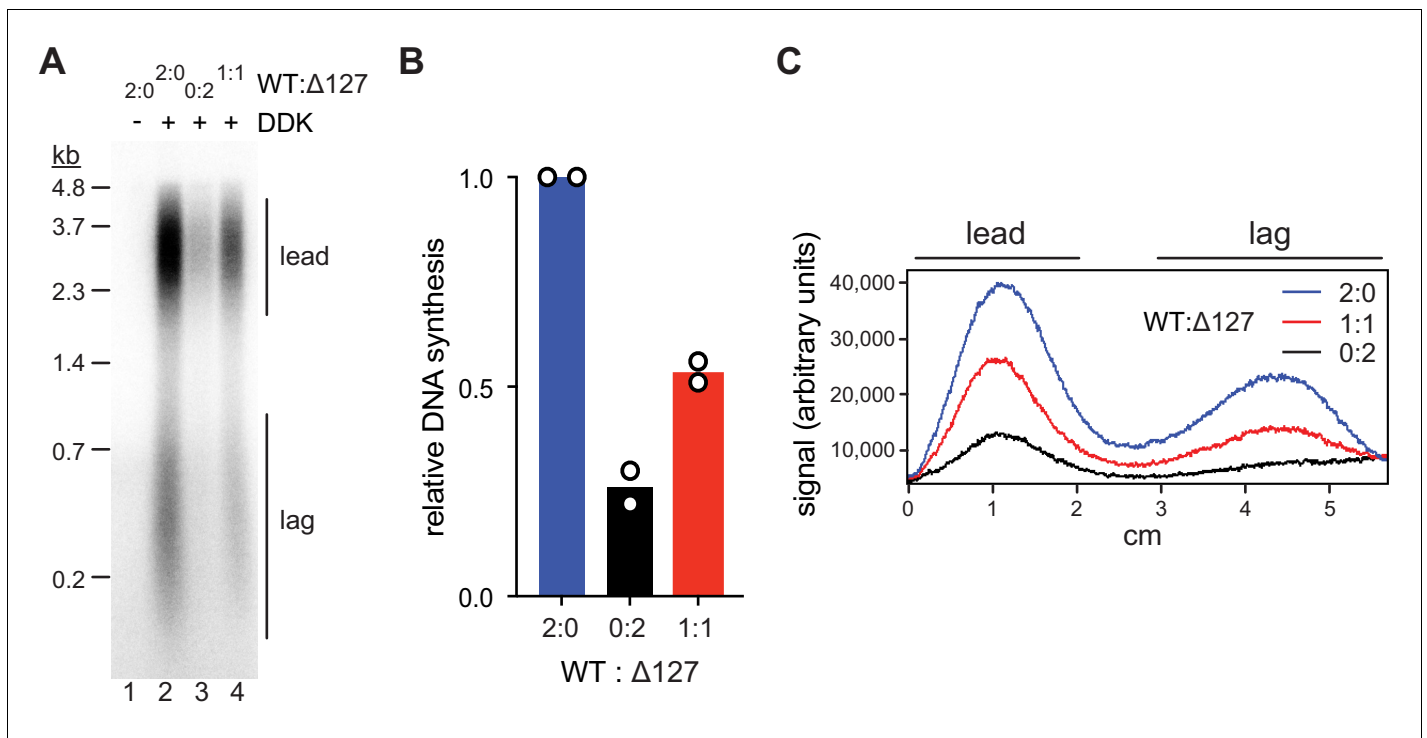 A
2:0 2:0 0:2 1:1 WT:Δ127
- + + + DDK
kb
4.8
3.7
2.3
1.4
0.7
0.2
lead
lag
1 2 3 4
B
relative DNA synthesis
1.0
0.5
0.0
2:0 0:2 1:1
WT : Δ127
C
lead lag
signal (arbitrary units)
40,000
30,000
20,000
10,000
WT:Δ127
2:0
1:1
0:2
0 1 2 3 4 5
cm